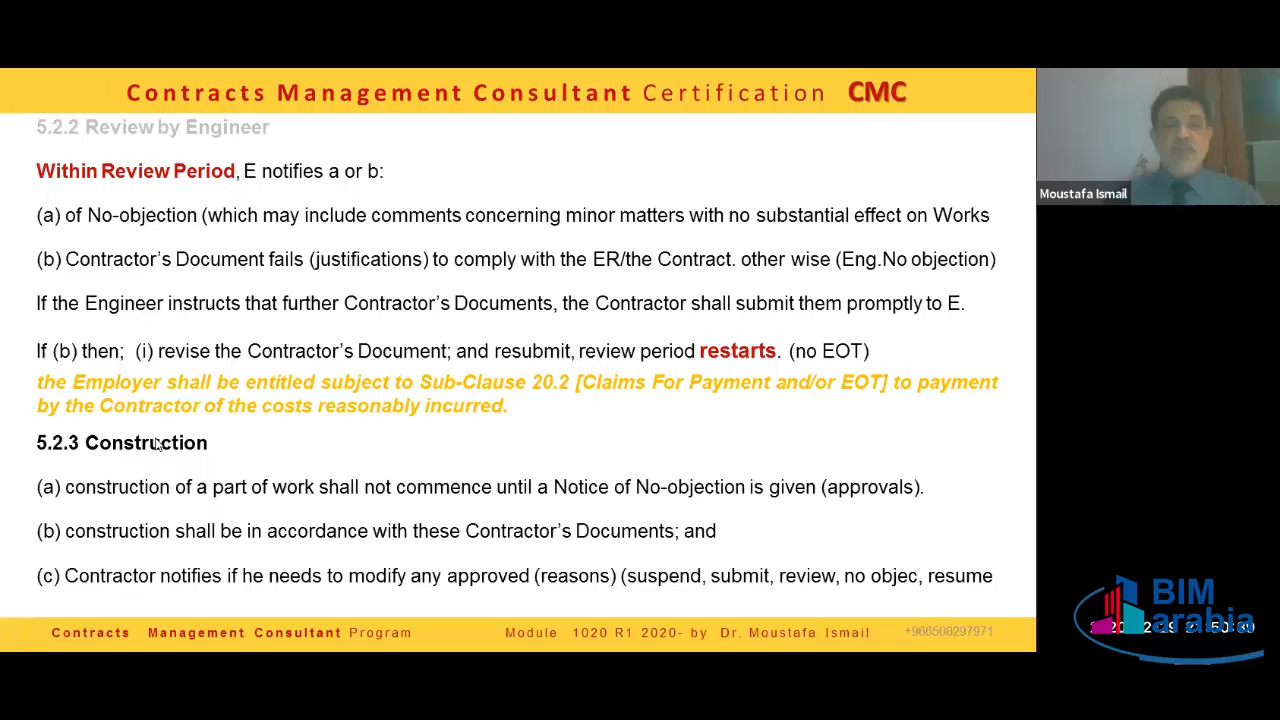 Contracts Management Consultant Certification CMC
5.2.2 Review by Engineer
Within Review Period, E notifies a or b:
(a) of No-objection (which may include comments concerning minor matters with no substantial effect on Works
(b) Contractor's Document fails (justifications) to comply with the ER/the Contract. other wise (Eng.No objection)
If the Engineer instructs that further Contractor's Documents, the Contractor shall submit them promptly to E.
If (b) then; (i) revise the Contractor's Document; and resubmit, review period restarts. (no EOT)
the Employer shall be entitled subject to Sub-Clause 20.2 [Claims For Payment and/or EOT] to payment
by the Contractor of the costs reasonably incurred.
5.2.3 Construction
(a) construction of a part of work shall not commence until a Notice of No-objection is given (approvals).
(b) construction shall be in accordance with these Contractor's Documents; and
(c) Contractor notifies if he needs to modify any approved (reasons) (suspend, submit, review, no objec, resume
Contracts Management Consultant Program
Module 1020 R1 2020- by Dr. Moustafa Ismail
+966508297971
Moustafa Ismail
BIM
arabia